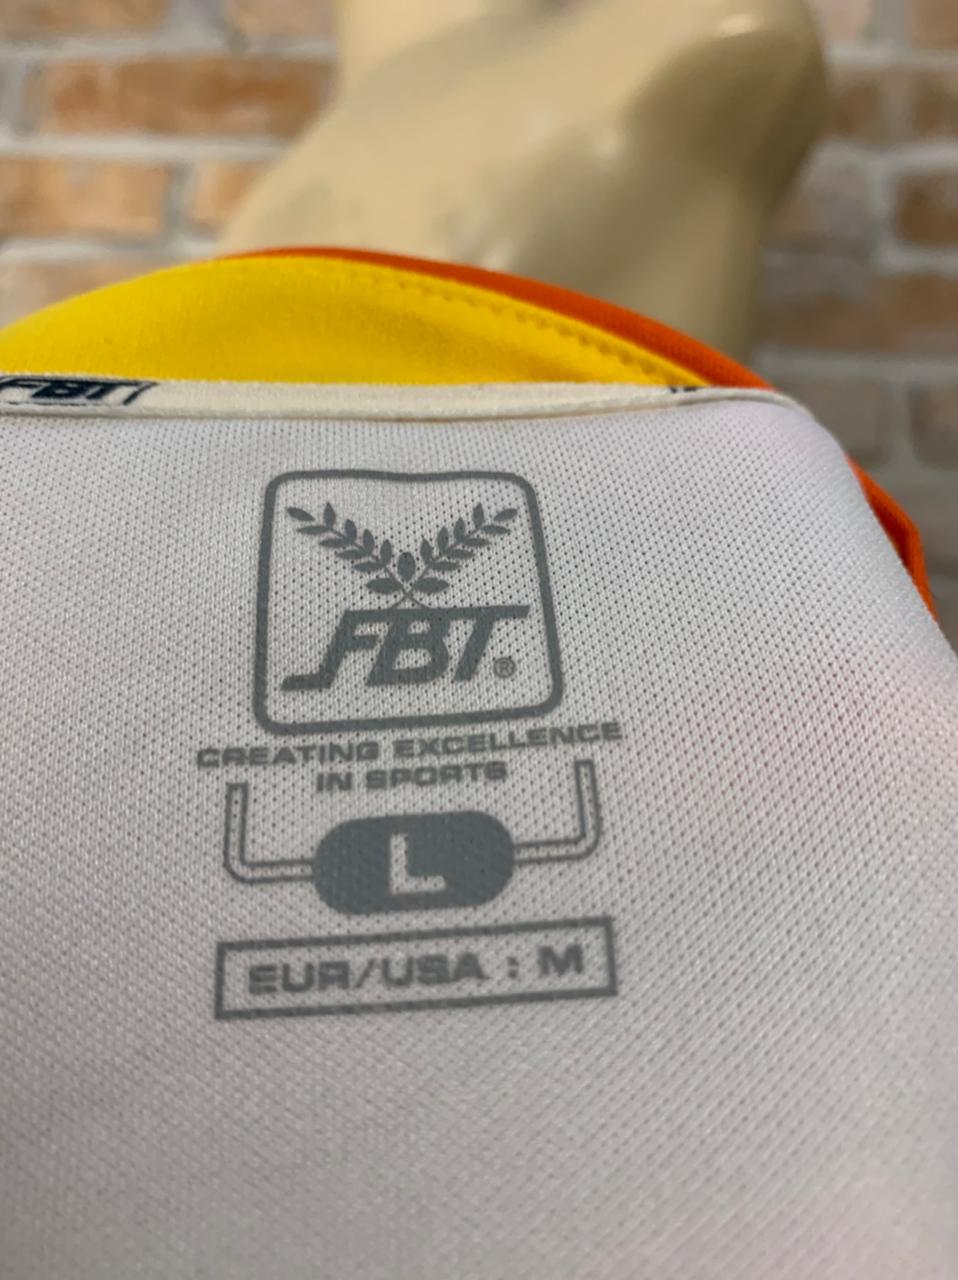 FBT
FBT®
CREATING EXCELLENCE
IN SPORTS
L
EUR/USA : M